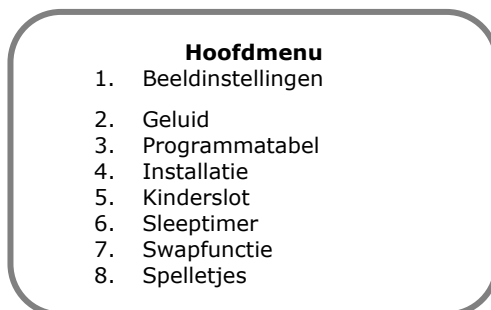 Hoofdmenu
1. Beeldinstellingen
2. Geluid
3. Programmatabel
4. Installatie
5. Kinderslot
6. Sleeptimer
7. Swapfunctie
8. Spelletjes